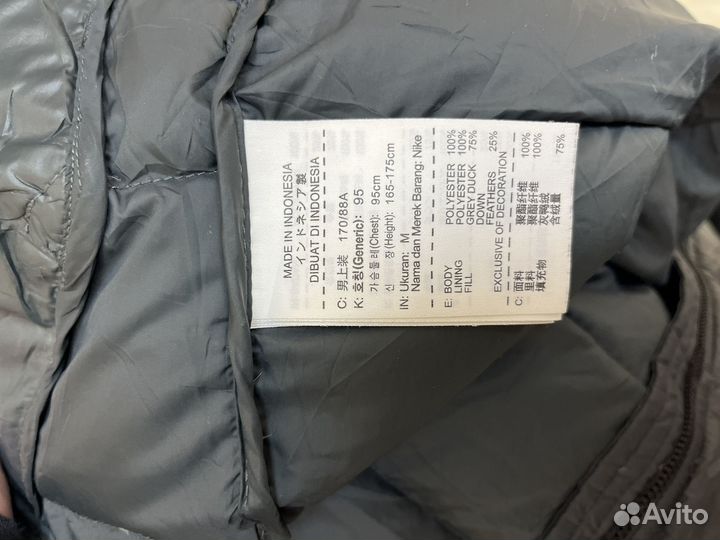 MADE IN INDONESIA
インドネシア製
DIBUAT DI INDONESIA
C: 男上装 170/88A
K: 호칭(Generic): 95
가슴둘레(Chest): 95cm
신 장(Height): 165-175cm
IN: Ukuran: M
Nama dan Merek Barang: Nike
E: BODY POLYESTER 100%
LINING POLYESTER 100%
FILL GREY DUCK 75%
DOWN
FEATHERS 25%
EXCLUSIVE OF DECORATION
C: 面料 聚酯纤维 100%
里料 聚酯纤维 100%
填充物 灰鸭绒
含绒量 75%
Avito